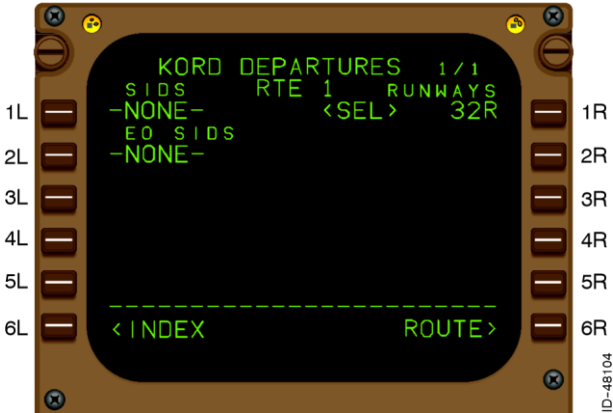 KORD DEPARTURES 1/1
SIDS RTE 1 RUNWAYS
1L -NONE- <SEL> 32R 1R
EO SIDS
2L -NONE- 2R
3L 3R
4L 4R
5L 5R
------------------------------
6L <INDEX ROUTE> 6R
ID-48104